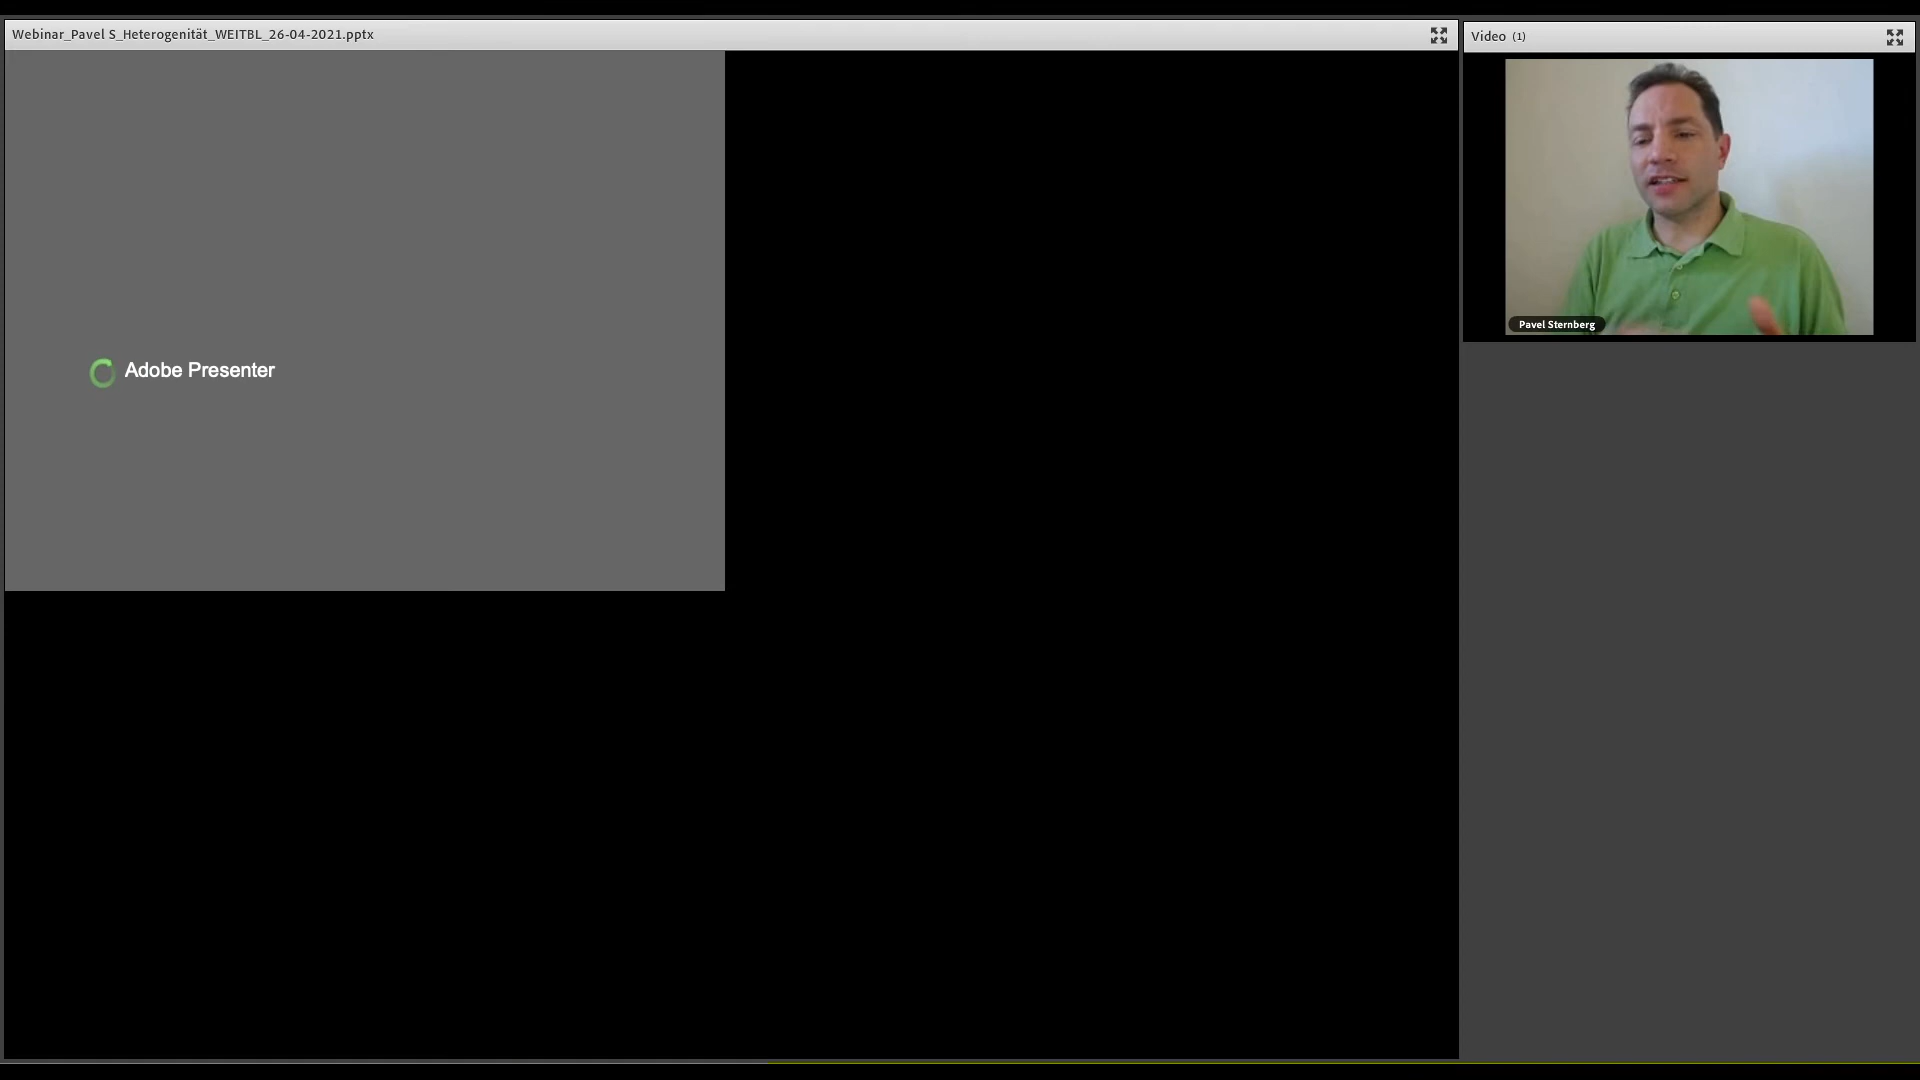 Webinar_Pavel S_Heterogenität_WEITBL_26-04-2021.pptx
Video (1)
Pavel Sternberg
Adobe Presenter